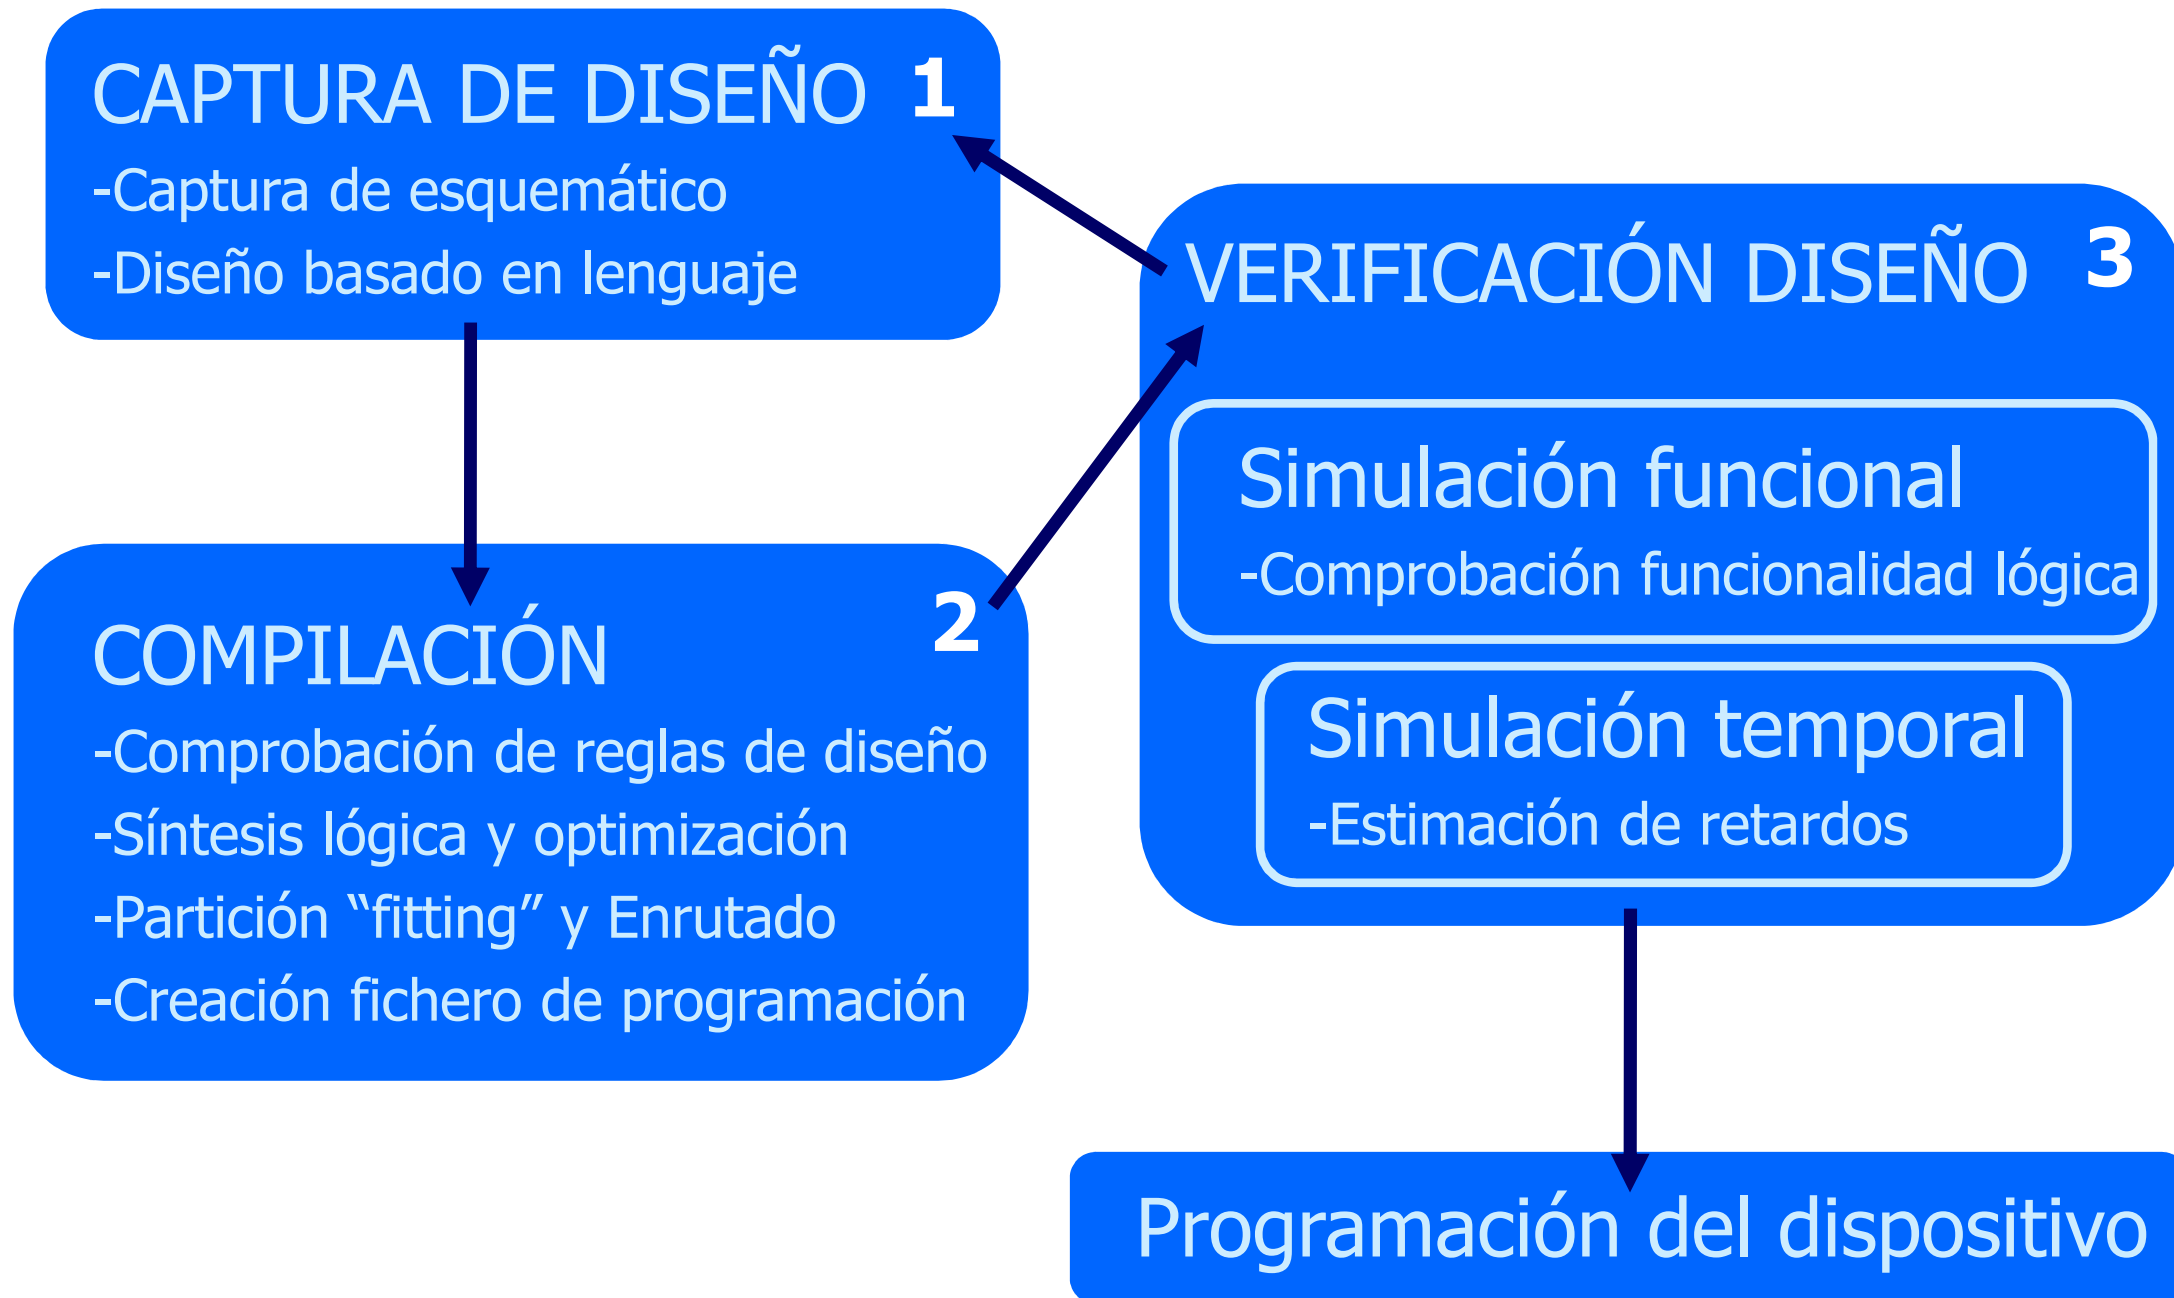 CAPTURA DE DISEÑO 1
-Captura de esquemático
-Diseño basado en lenguaje
COMPILACIÓN 2
-Comprobación de reglas de diseño
-Síntesis lógica y optimización
-Partición “fitting” y Enrutado
-Creación fichero de programación
VERIFICACIÓN DISEÑO 3
Simulación funcional
-Comprobación funcionalidad lógica
Simulación temporal
-Estimación de retardos
Programación del dispositivo